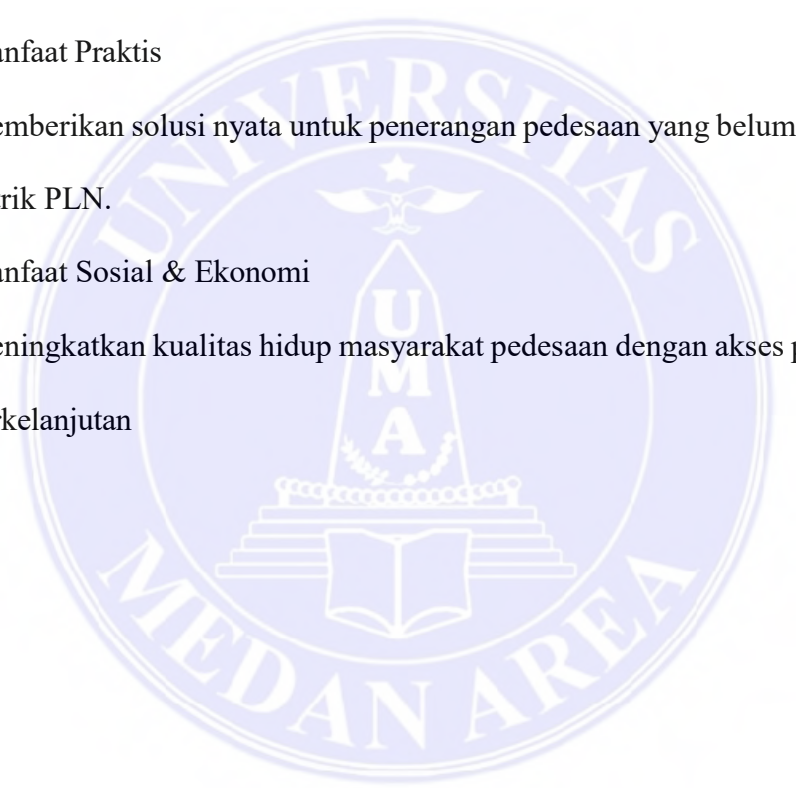 anfaat Praktis
emberikan solusi nyata untuk penerangan pedesaan yang belum
rik PLN.
anfaat Sosial & Ekonomi
eningkatkan kualitas hidup masyarakat pedesaan dengan akses p
rkelanjutan
UNIVERSITAS
UMA
MEDAN AREA